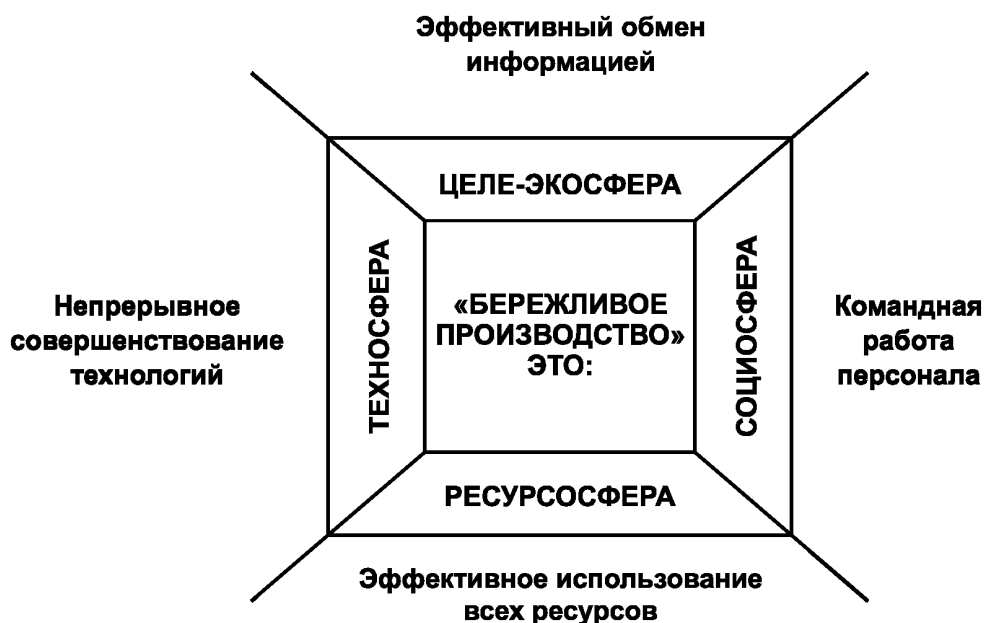 Эффективный обмен
информацией
ЦЕЛЕ-ЭКОСФЕРА
Непрерывное
совершенствование
технологий
ТЕХНОСФЕРА
«БЕРЕЖЛИВОЕ
ПРОИЗВОДСТВО»
ЭТО:
СОЦИОСФЕРА
Командная
работа
персонала
РЕСУРСОСФЕРА
Эффективное использование
всех ресурсов